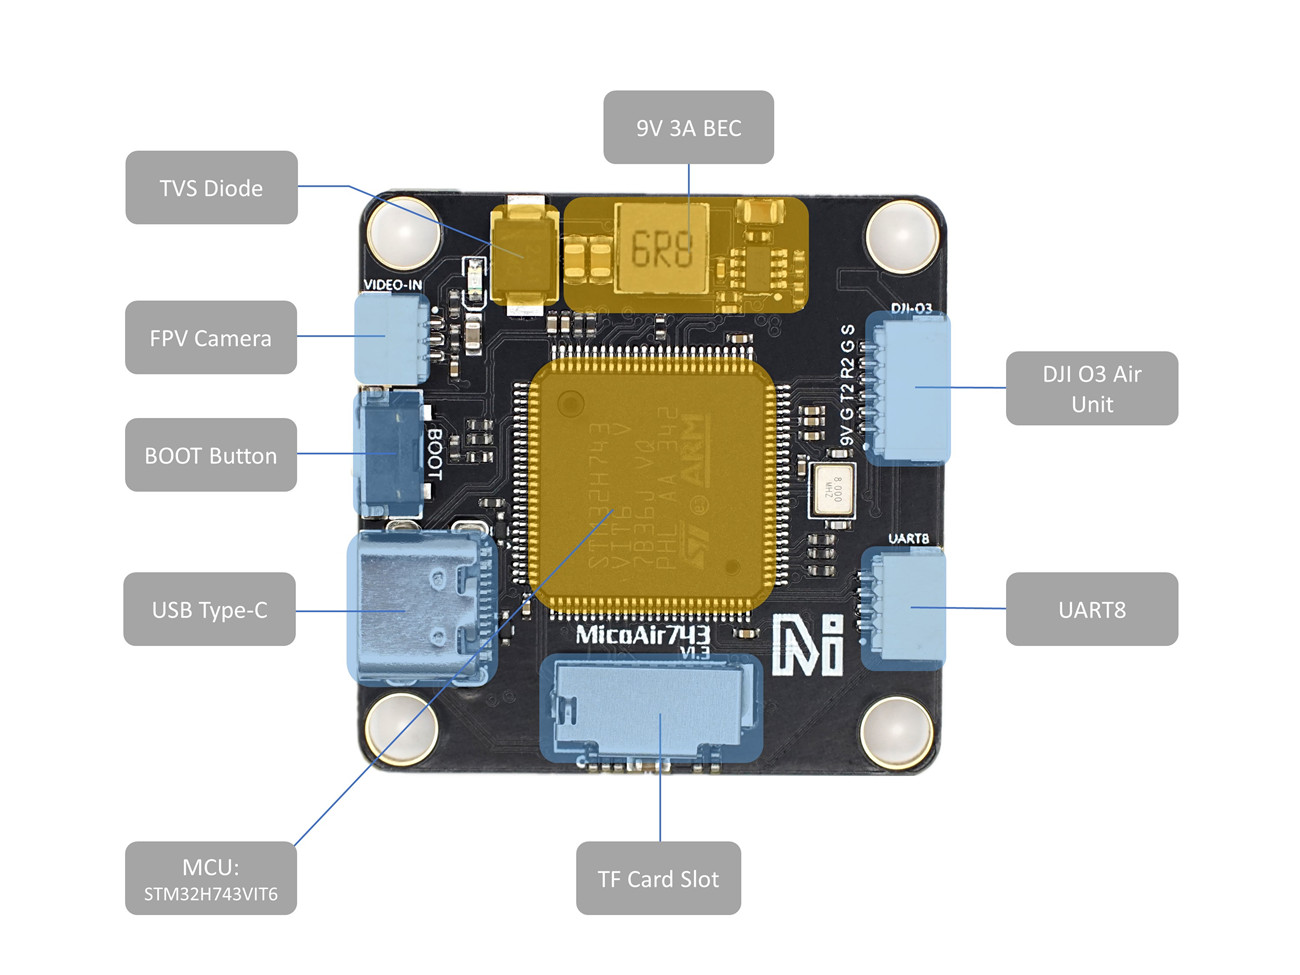 9V 3A BEC
TVS Diode
6R8
VIDEO-IN
DJI-O3
FPV Camera
9V G T2 R2 G S
DJI O3 Air
Unit
BOOT Button
BOOT
STM32H743
VIT6 V
7B36J VQ
PHL AA 342
ST e3 ARM
8.000
MHZ
UART8
USB Type-C
UART8
MicoAir743
V1.3
MCU:
STM32H743VIT6
TF Card Slot